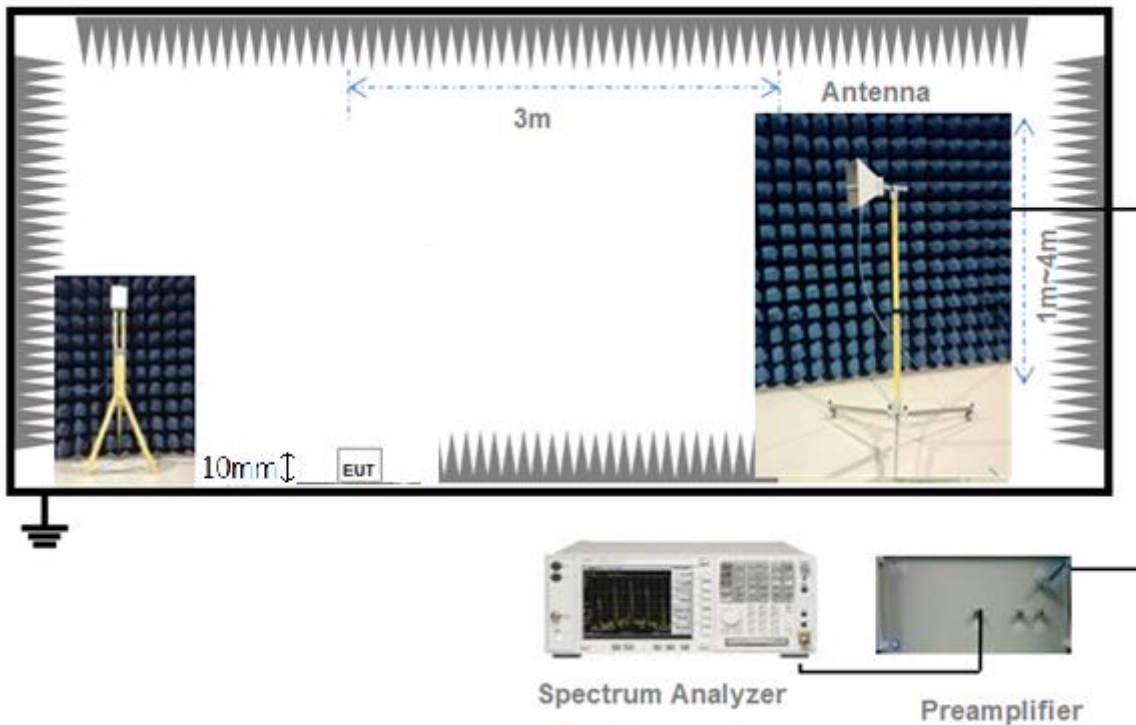 Antenna
3m
1m~4m
10mm
EUT
Spectrum Analyzer
Preamplifier